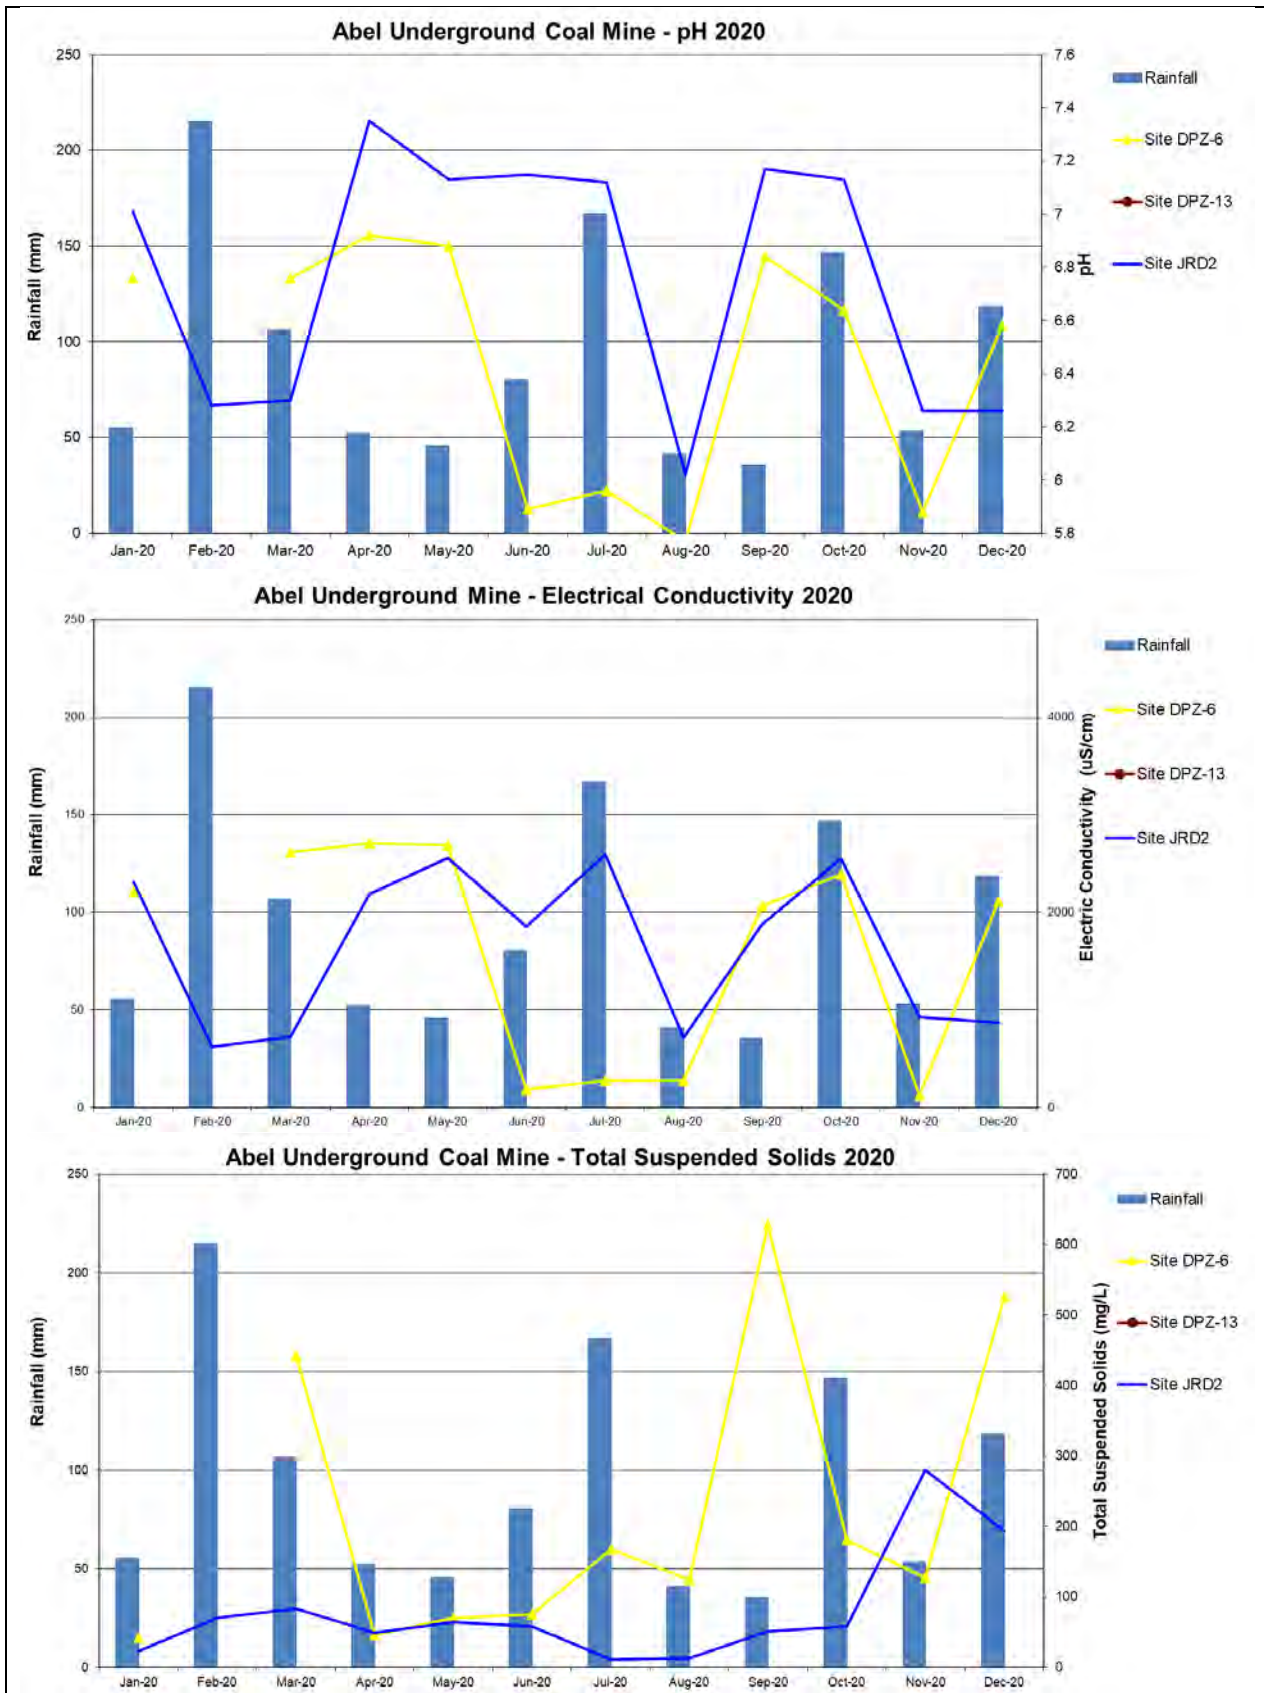 Abel Underground Coal Mine - pH 2020
250
200
150
100
50
0
Rainfall (mm)
7.6
7.4
7.2
7
6.8
6.6
6.4
6.2
6
5.8
pH
Jan-20 Feb-20 Mar-20 Apr-20 May-20 Jun-20 Jul-20 Aug-20 Sep-20 Oct-20 Nov-20 Dec-20
Rainfall
Site DPZ-6
Site DPZ-13
Site JRD2
Abel Underground Mine - Electrical Conductivity 2020
250
200
150
100
50
0
Rainfall (mm)
4000
2000
0
Electric Conductivity (uS/cm)
Jan-20 Feb-20 Mar-20 Apr-20 May-20 Jun-20 Jul-20 Aug-20 Sep-20 Oct-20 Nov-20 Dec-20
Rainfall
Site DPZ-6
Site DPZ-13
Site JRD2
Abel Underground Coal Mine - Total Suspended Solids 2020
250
200
150
100
50
0
Rainfall (mm)
700
600
500
400
300
200
100
0
Total Suspended Solids (mg/L)
Jan-20 Feb-20 Mar-20 Apr-20 May-20 Jun-20 Jul-20 Aug-20 Sep-20 Oct-20 Nov-20 Dec-20
Rainfall
Site DPZ-6
Site DPZ-13
Site JRD2